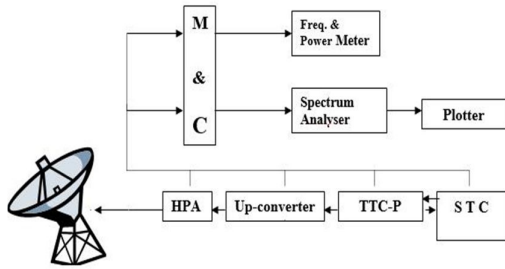 M
&
C
Freq. &
Power Meter
Spectrum
Analyser
Plotter
HPA
Up-converter
TTC-P
S T C